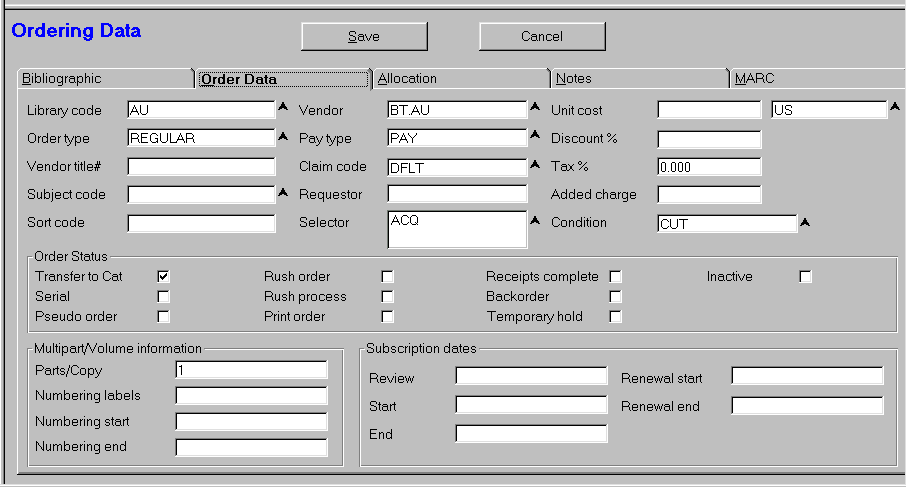 Ordering Data
Save Cancel
Bibliographic Order Data Allocation Notes MARC
Library code AU Vendor BT.AU Unit cost US
Order type REGULAR Pay type PAY Discount %
Vendor title# Claim code DFLT Tax % 0.000
Subject code Requestor Added charge
Sort code Selector ACQ Condition CUT
Order Status
Transfer to Cat Rush order Receipts complete Inactive
Serial Rush process Backorder
Pseudo order Print order Temporary hold
Multipart/Volume information Subscription dates
Parts/Copy 1 Review Renewal start
Numbering labels Start Renewal end
Numbering start
End
Numbering end